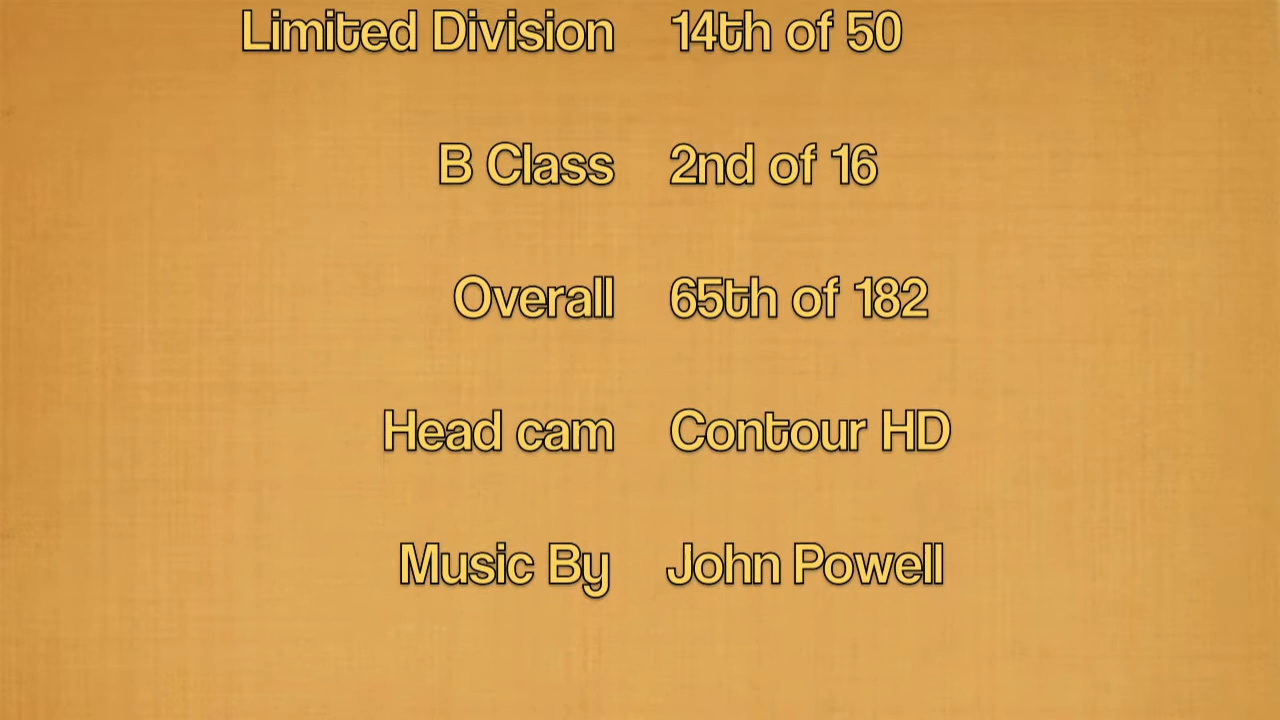 Limited Division 14th of 50
B Class 2nd of 16
Overall 65th of 182
Head cam Contour HD
Music By John Powell